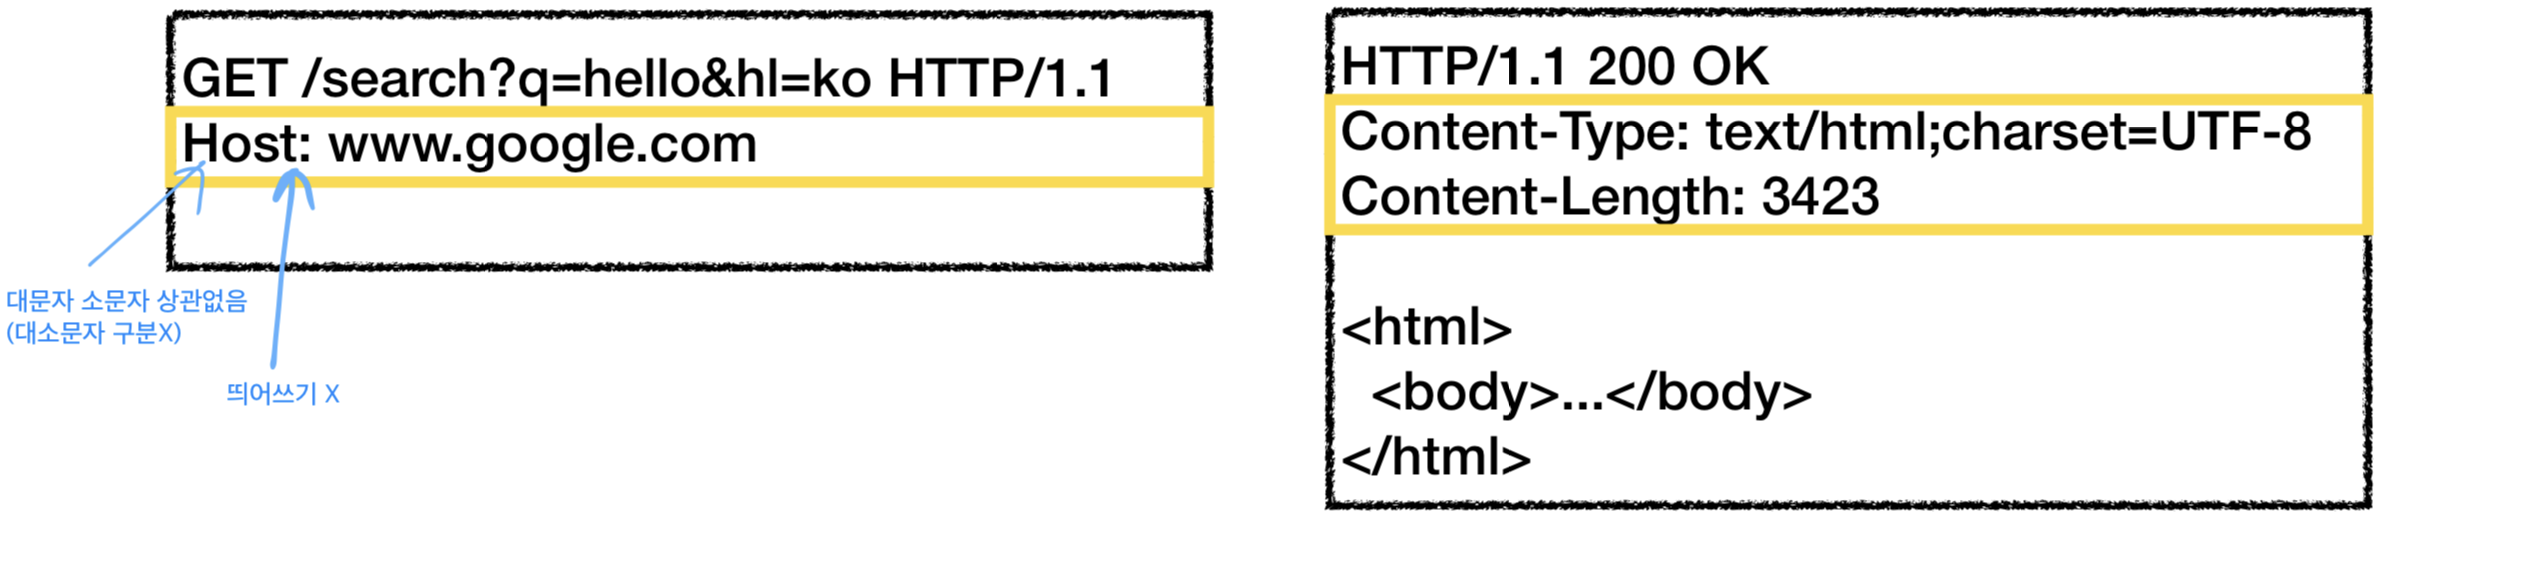 GET /search?q=hello&hl=ko HTTP/1.1
Host: www.google.com
대문자 소문자 상관없음
(대소문자 구분X)
띄어쓰기 X
HTTP/1.1 200 OK
Content-Type: text/html;charset=UTF-8
Content-Length: 3423
<html>
<body>...</body>
</html>